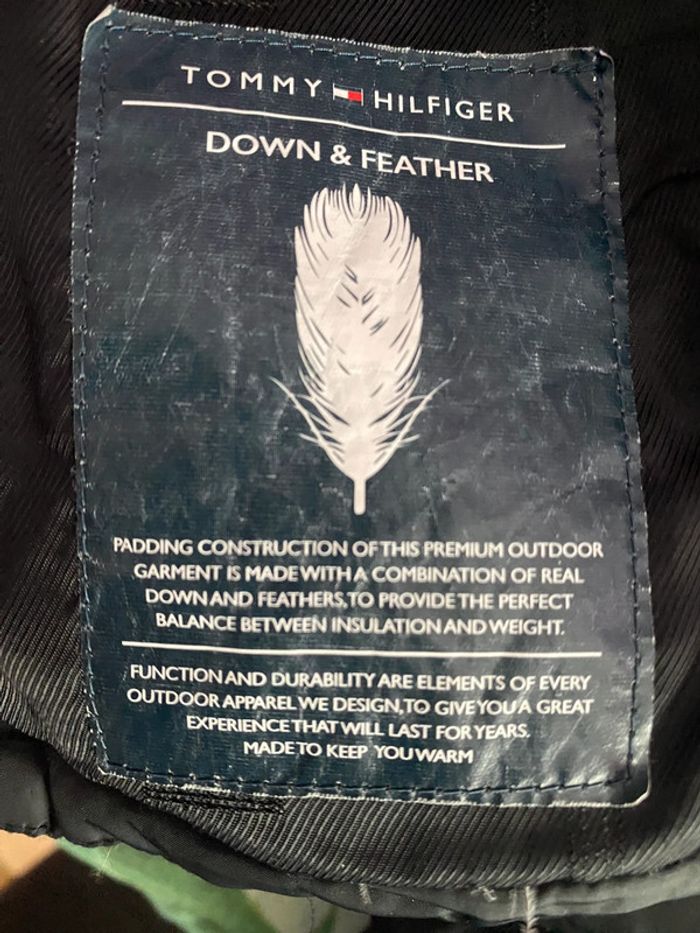 TOMMY HILFIGER
DOWN & FEATHER
PADDING CONSTRUCTION OF THIS PREMIUM OUTDOOR
GARMENT IS MADE WITH A COMBINATION OF REAL
DOWN AND FEATHERS, TO PROVIDE THE PERFECT
BALANCE BETWEEN INSULATION AND WEIGHT.
FUNCTION AND DURABILITY ARE ELEMENTS OF EVERY
OUTDOOR APPAREL WE DESIGN, TO GIVE YOU A GREAT
EXPERIENCE THAT WILL LAST FOR YEARS.
MADE TO KEEP YOU WARM